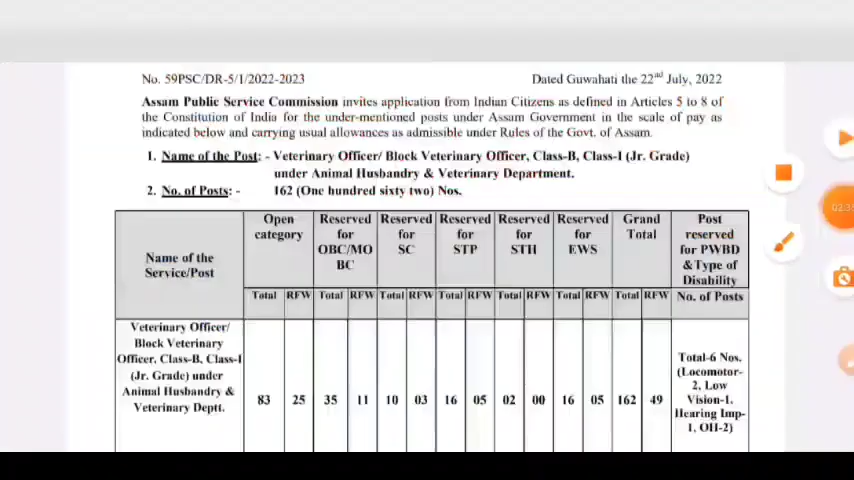 No. 59PSC/DR-5/1/2022-2023 Dated Guwahati the 22nd July, 2022
Assam Public Service Commission invites application from Indian Citizens as defined in Articles 5 to 8 of
the Constitution of India for the under-mentioned posts under Assam Government in the scale of pay as
indicated below and carrying usual allowances as admissible under Rules of the Govt. of Assam.
1. Name of the Post: - Veterinary Officer/ Block Veterinary Officer, Class-B, Class-I (Jr. Grade)
under Animal Husbandry & Veterinary Department.
2. No. of Posts: - 162 (One hundred sixty two) Nos.
Name of the
Service/Post
Open
category
Reserved
for
OBC/MO
BC
Reserved
for
SC
Reserved
for
STP
Reserved
for
STH
Reserved
for
EWS
Grand
Total
Post
reserved
for PWBD
& Type of
Disability
Total RFW Total RFW Total RFW Total RFW Total RFW Total RFW Total RFW No. of Posts
Veterinary Officer/
Block Veterinary
Officer, Class-B, Class-I
(Jr. Grade) under
Animal Husbandry &
Veterinary Deptt.
83 25 35 11 10 03 16 05 02 00 16 05 162 49
Total-6 Nos.
(Locomotor-
2, Low
Vision-1,
Hearing Imp-
1, OH-2)